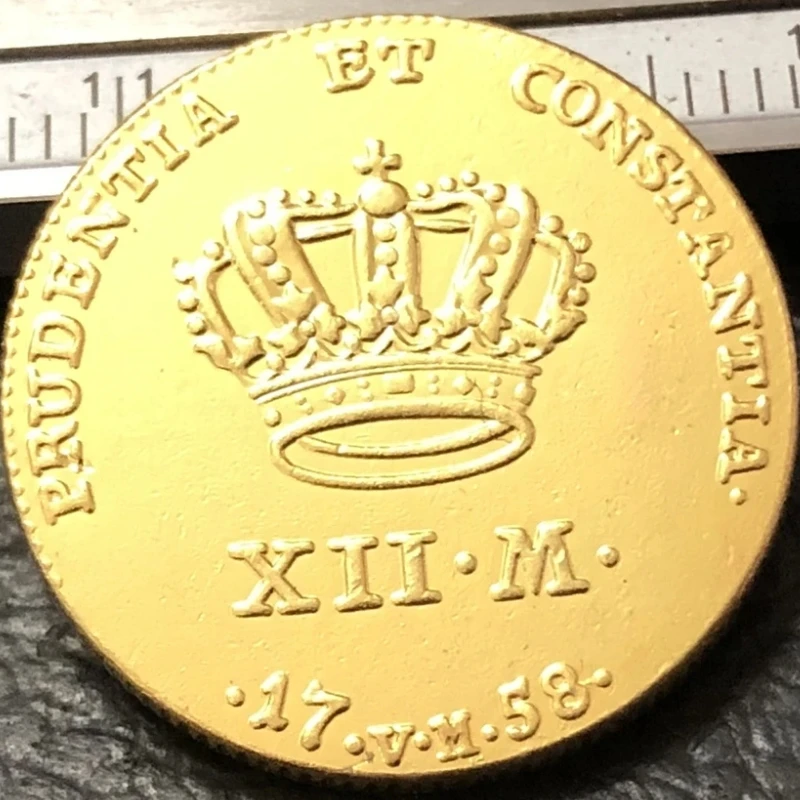 PRUDENTIA ET CONSTANTIA.
XII·M·
·17·V·M·58·